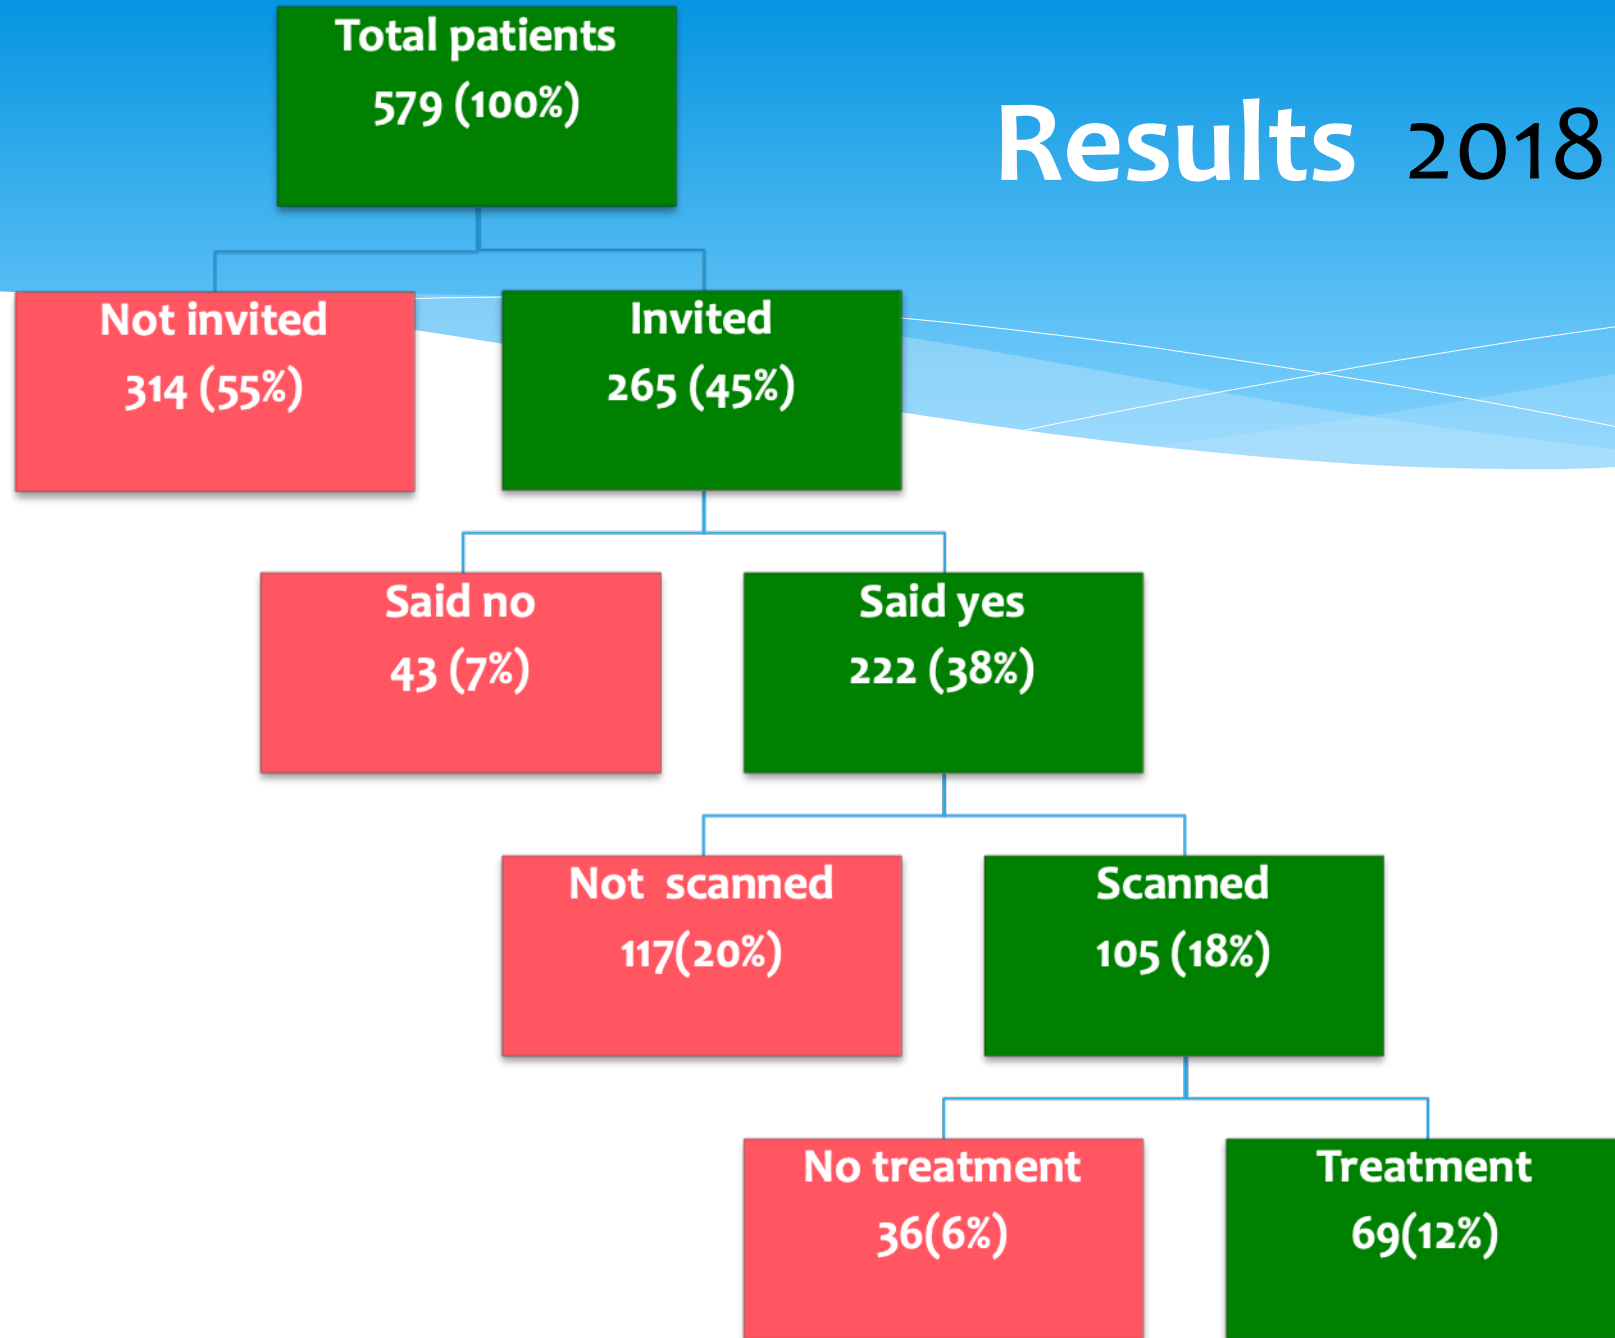 Total patients
579 (100%)
Results 2018
Not invited
314 (55%)
Invited
265 (45%)
Said no
43 (7%)
Said yes
222 (38%)
Not  scanned
117(20%)
Scanned
105 (18%)
No treatment
36(6%)
Treatment
69(12%)